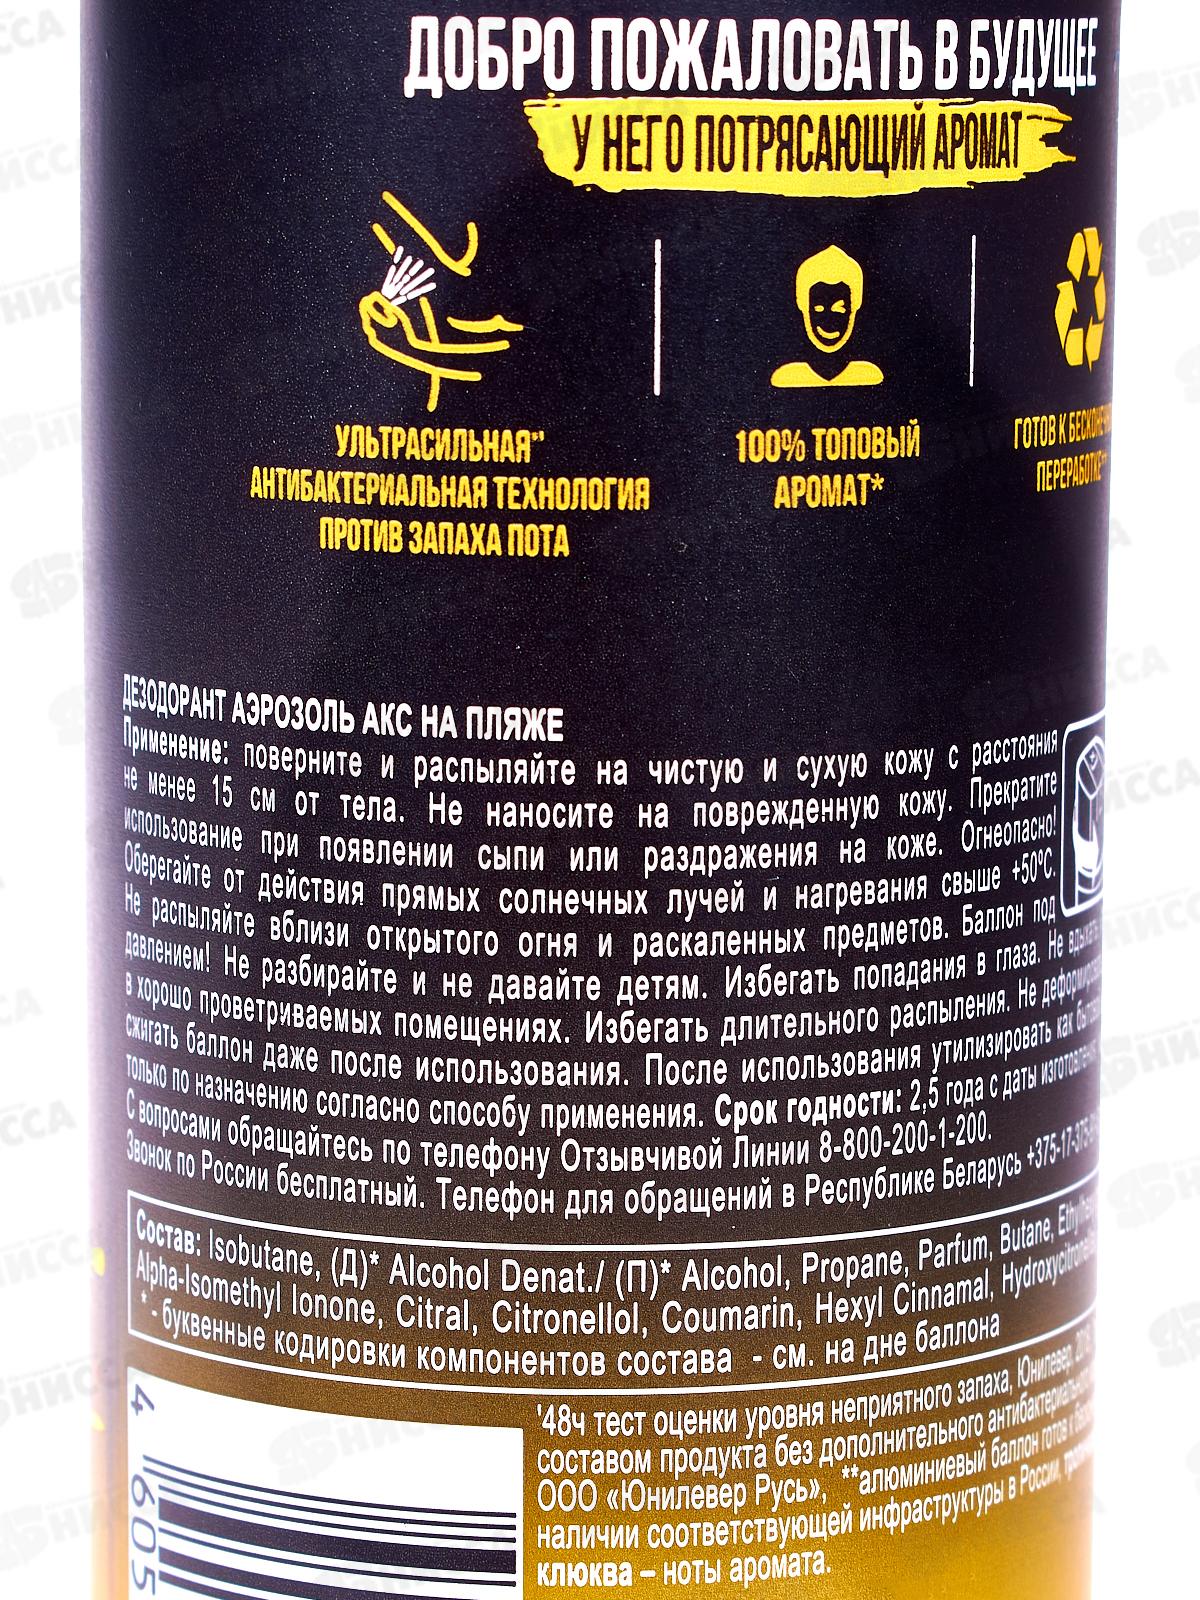 ДОБРО ПОЖАЛОВАТЬ В БУДУЩЕЕ
У НЕГО ПОТРЯСАЮЩИЙ АРОМАТ
УЛЬТРАСИЛЬНАЯ*'
АНТИБАКТЕРИАЛЬНАЯ ТЕХНОЛОГИЯ
ПРОТИВ ЗАПАХА ПОТА
100% ТОПОВЫЙ
АРОМАТ*
ГОТОВ К
ПЕРЕРАБОТКЕ**
ДЕЗОДОРАНТ АЭРОЗОЛЬ АКС НА ПЛЯЖЕ
Применение: поверните и распыляйте на чистую и сухую кожу с расстояния
не менее 15 см от тела. Не наносите на поврежденную кожу. Прекратите
использование при появлении сыпи или раздражения на коже. Огнеопасно!
Оберегайте от действия прямых солнечных лучей и нагревания свыше +50ºС.
Не распыляйте вблизи открытого огня и раскаленных предметов. Баллон под
давлением! Не разбирайте и не давайте детям. Избегать попадания в глаза. Не
в хорошо проветриваемых помещениях. Избегать длительного распыления. Не
сжигать баллон даже после использования. После использования утилизировать как
только по назначению согласно способу применения. Срок годности: 2,5 года с даты
С вопросами обращайтесь по телефону Отзывчивой Линии 8-800-200-1-200.
Звонок по России бесплатный. Телефон для обращений в Республике Беларусь +375-17-375-
Состав: Isobutane, (Д)* Alcohol Denat./ (П)* Alcohol, Propane, Parfum, Butane,
Alpha-Isomethyl Ionone, Citral, Citronellol, Coumarin, Hexyl Cinnamal,
* - буквенные кодировки компонентов состава - см. на дне баллона
'48ч тест оценки уровня неприятного запаха, Юнилевер,
составом продукта без дополнительного
ООО «Юнилевер Русь», **алюминиевый баллон готов к
наличии соответствующей инфраструктуры в России,
клюква – ноты аромата.
4 605